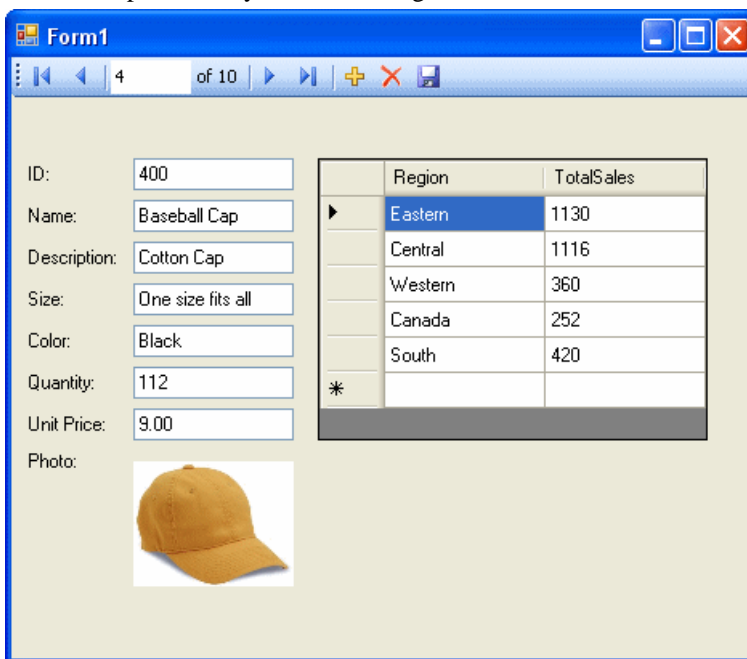 Form1
4 of 10
ID: 400
Name: Baseball Cap
Description: Cotton Cap
Size: One size fits all
Color: Black
Quantity: 112
Unit Price: 9.00
Photo:
Region TotalSales
Eastern 1130
Central 1116
Western 360
Canada 252
South 420